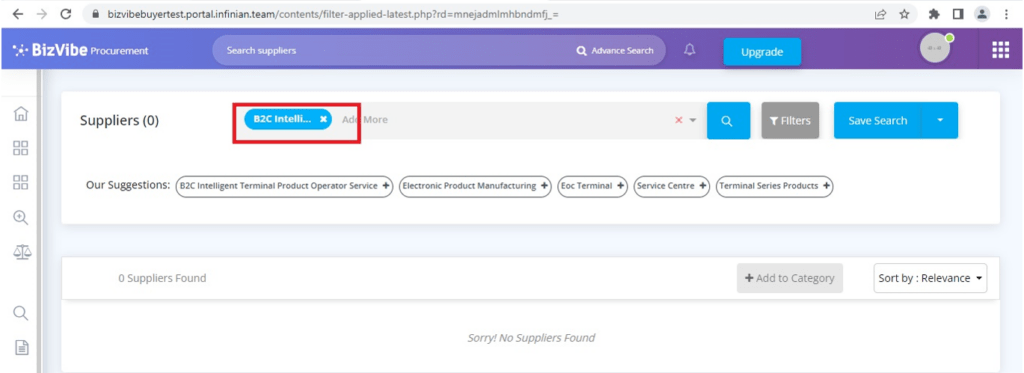 bizvibebuyertest.portal.infinian.team/contents/filter-applied-latest.php?rd=mnejadmlmhbndmfj_=
BizVibe Procurement
Search suppliers
Advance Search
Upgrade
Suppliers (0)
B2C Intelli... ×
Add More
Filters
Save Search
Our Suggestions:
B2C Intelligent Terminal Product Operator Service +
Electronic Product Manufacturing +
Eoc Terminal +
Service Centre +
Terminal Series Products +
0 Suppliers Found
+ Add to Category
Sort by : Relevance
Sorry! No Suppliers Found